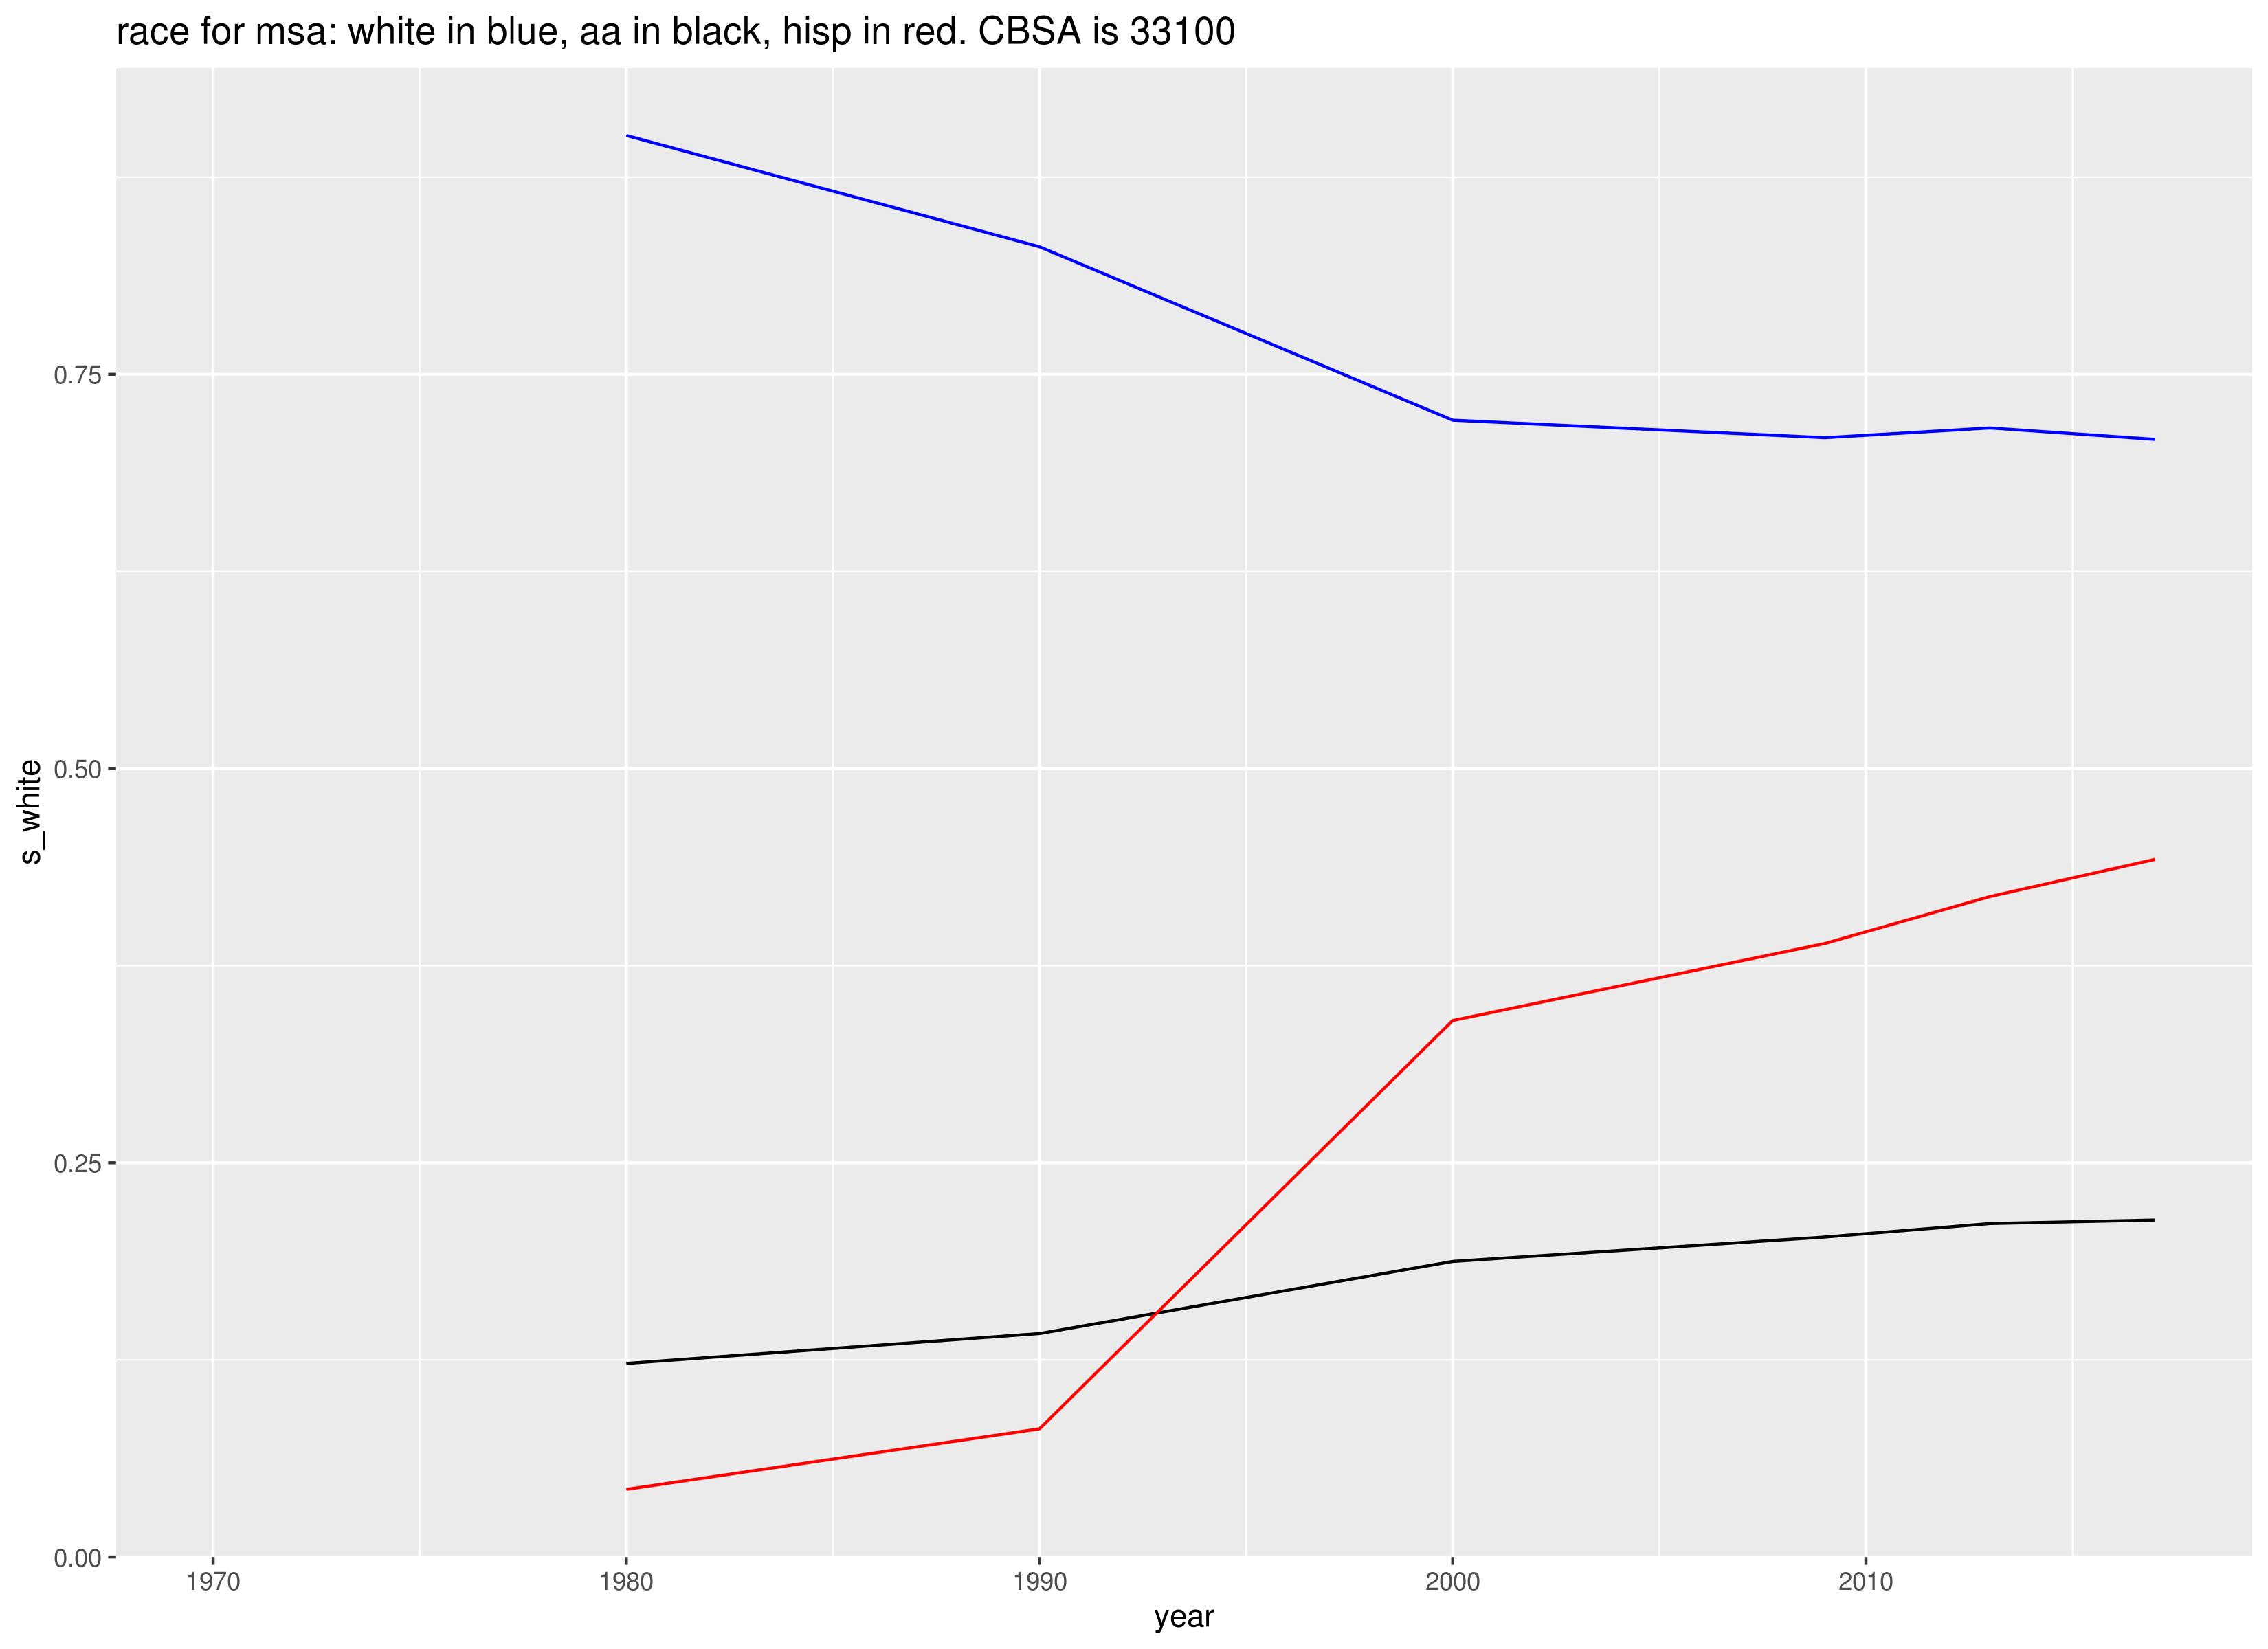 race for msa: white in blue, aa in black, hisp in red. CBSA is 33100
s_white
0.75
0.50
0.25
0.00
1970 1980 1990 2000 2010
year